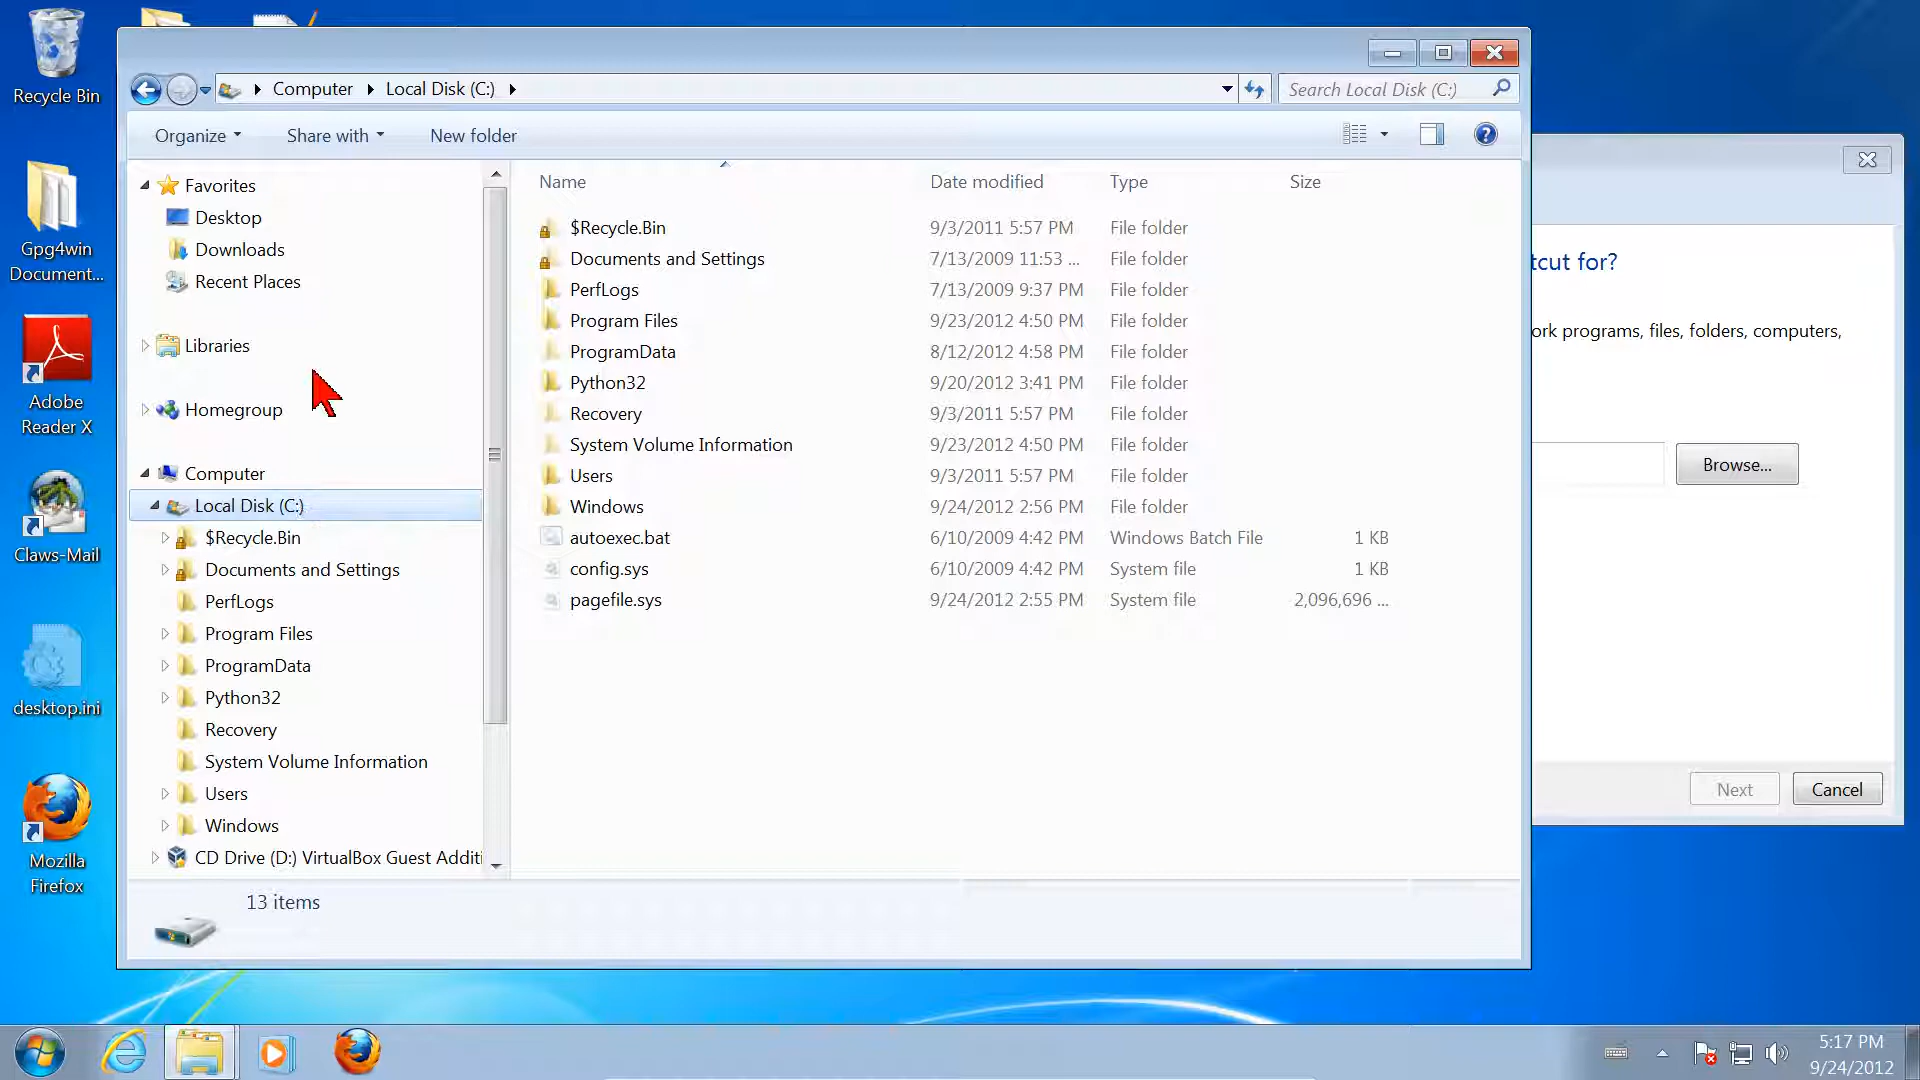 Recycle Bin
Gpg4win
Document...
Adobe
Reader X
Claws-Mail
desktop.ini
Mozilla
Firefox
Computer
Local Disk (C:)
Search Local Disk (C:)
Organize
Share with
New folder
Favorites
Desktop
Downloads
Recent Places
Libraries
Homegroup
Computer
Local Disk (C:)
$Recycle.Bin
Documents and Settings
PerfLogs
Program Files
ProgramData
Python32
Recovery
System Volume Information
Users
Windows
CD Drive (D:) VirtualBox Guest Additi
Name Date modified Type Size
$Recycle.Bin 9/3/2011 5:57 PM File folder
Documents and Settings 7/13/2009 11:53 ... File folder
PerfLogs 7/13/2009 9:37 PM File folder
Program Files 9/23/2012 4:50 PM File folder
ProgramData 8/12/2012 4:58 PM File folder
Python32 9/20/2012 3:41 PM File folder
Recovery 9/3/2011 5:57 PM File folder
System Volume Information 9/23/2012 4:50 PM File folder
Users 9/3/2011 5:57 PM File folder
Windows 9/24/2012 2:56 PM File folder
autoexec.bat 6/10/2009 4:42 PM Windows Batch File 1 KB
config.sys 6/10/2009 4:42 PM System file 1 KB
pagefile.sys 9/24/2012 2:55 PM System file 2,096,696 ...
13 items
tcut for?
ork programs, files, folders, computers,
Browse...
Next Cancel
5:17 PM
9/24/2012